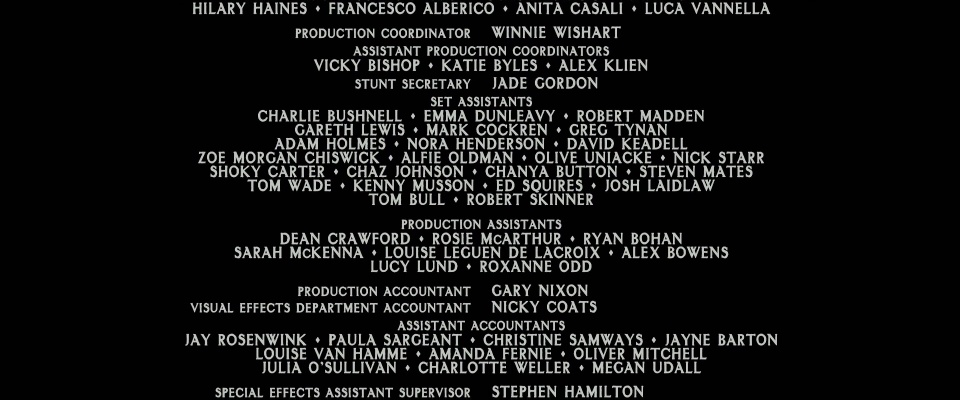 HILARY HAINES ♦ FRANCESCO ALBERICO ♦ ANITA CASALI ♦ LUCA VANNELLA
PRODUCTION COORDINATOR WINNIE WISHART
ASSISTANT PRODUCTION COORDINATORS
VICKY BISHOP ♦ KATIE BYLES ♦ ALEX KLIEN
STUNT SECRETARY JADE GORDON
SET ASSISTANTS
CHARLIE BUSHNELL ♦ EMMA DUNLEAVY ♦ ROBERT MADDEN
GARETH LEWIS ♦ MARK COCKREN ♦ GREG TYNAN
ADAM HOLMES ♦ NORA HENDERSON ♦ DAVID KEADELL
ZOE MORGAN CHISWICK ♦ ALFIE OLDMAN ♦ OLIVE UNIACKE ♦ NICK STARR
SHOKY CARTER ♦ CHAZ JOHNSON ♦ CHANYA BUTTON ♦ STEVEN MATES
TOM WADE ♦ KENNY MUSSON ♦ ED SQUIRES ♦ JOSH LAIDLAW
TOM BULL ♦ ROBERT SKINNER
PRODUCTION ASSISTANTS
DEAN CRAWFORD ♦ ROSIE McARTHUR ♦ RYAN BOHAN
SARAH McKENNA ♦ LOUISE LEGUEN DE LACROIX ♦ ALEX BOWENS
LUCY LUND ♦ ROXANNE ODD
PRODUCTION ACCOUNTANT GARY NIXON
VISUAL EFFECTS DEPARTMENT ACCOUNTANT NICKY COATS
ASSISTANT ACCOUNTANTS
JAY ROSENWINK ♦ PAULA SARGEANT ♦ CHRISTINE SAMWAYS ♦ JAYNE BARTON
LOUISE VAN HAMME ♦ AMANDA FERNIE ♦ OLIVER MITCHELL
JULIA O'SULLIVAN ♦ CHARLOTTE WELLER ♦ MEGAN UDALL
SPECIAL EFFECTS ASSISTANT SUPERVISOR STEPHEN HAMILTON